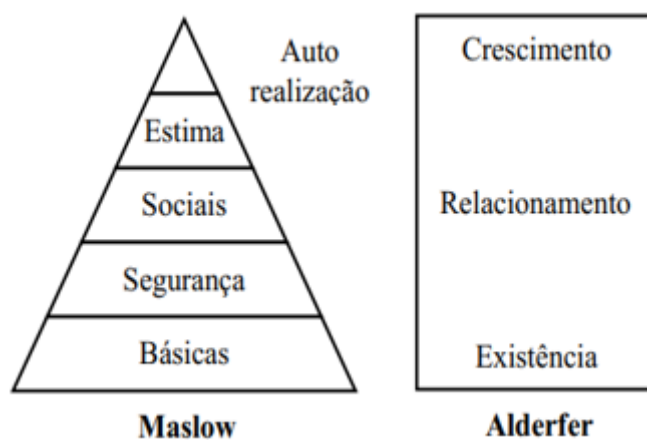 Auto
realização
Estima
Sociais
Segurança
Básicas
Maslow
Crescimento
Relacionamento
Existência
Alderfer